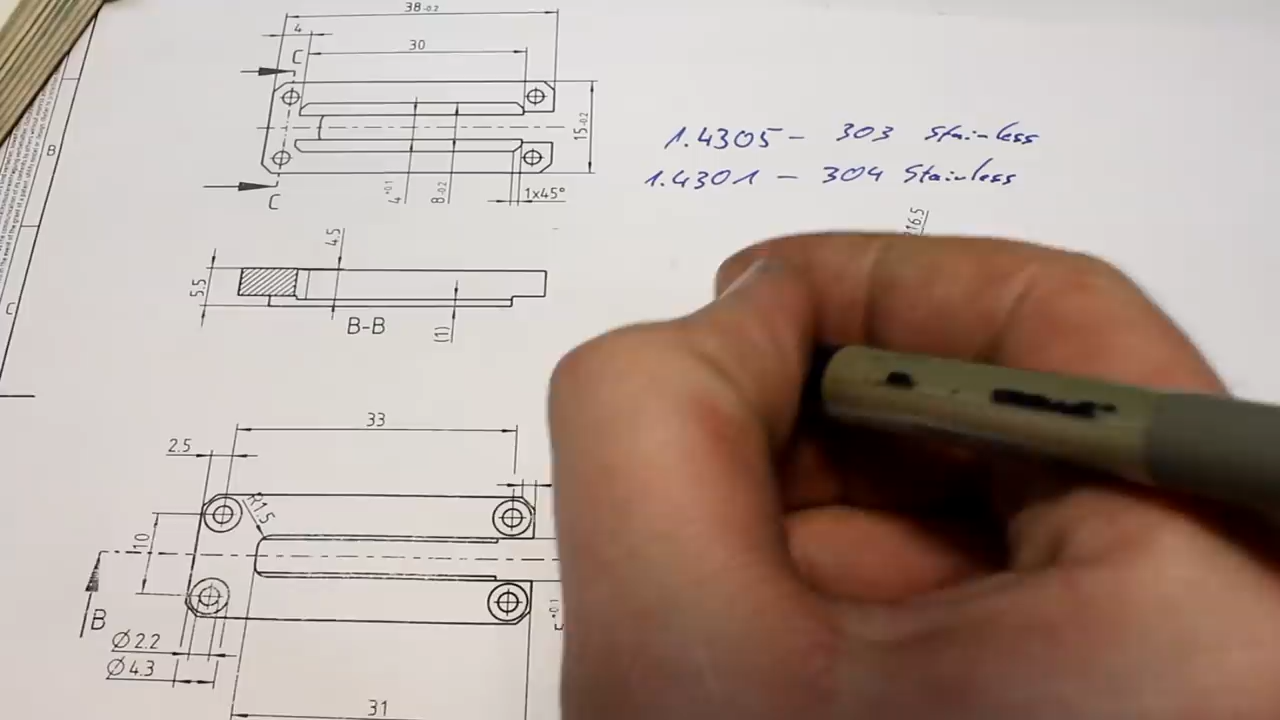 38-0.2
4
30
C
B
15-0.2
1.4305 - 303 Stainless
1.4301 - 304 Stainless
4+0.1
8-0.2
1x45°
C
4.5
5.5
B-B
(1)
C
33
2.5
R1.5
10
B
Ø2.2
Ø4.3
31